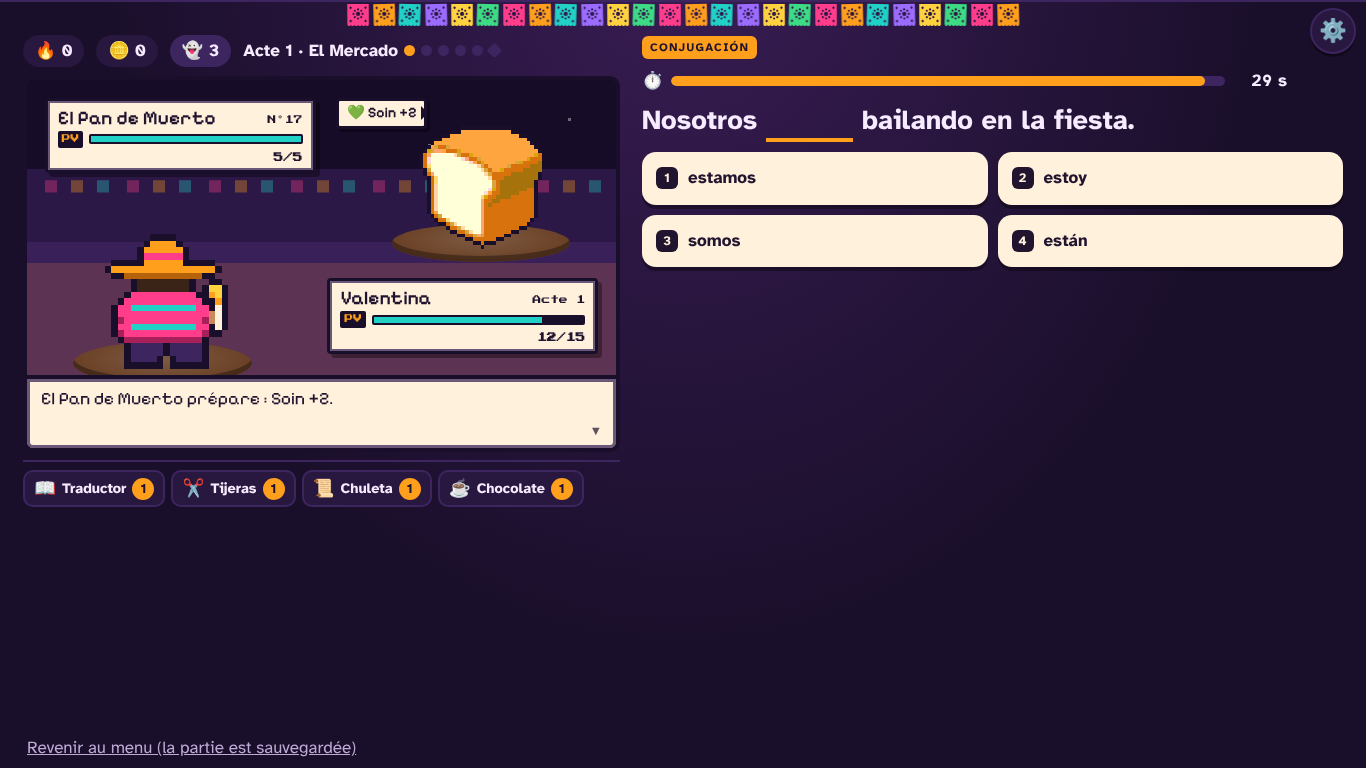 0
0
3
Acte 1 · El Mercado
El Pan de Muerto
N°17
PV
5/5
Soin +2
Valentina
Acte 1
PV
12/15
El Pan de Muerto prépare : Soin +2.
Traductor 1
Tijeras 1
Chuleta 1
Chocolate 1
CONJUGACIÓN
29 s
Nosotros ______ bailando en la fiesta.
1 estamos
2 estoy
3 somos
4 están
Revenir au menu (la partie est sauvegardée)